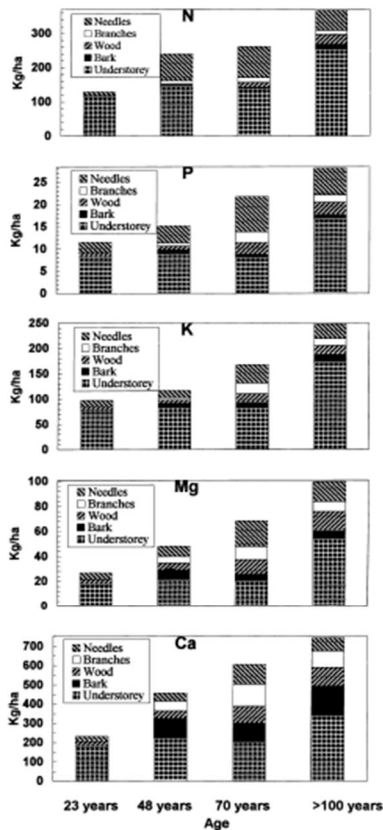 N
Kg/ha
300
200
100
0
Needles
Branches
Wood
Bark
Understorey
P
Kg/ha
25
20
15
10
5
0
Needles
Branches
Wood
Bark
Understorey
K
Kg/ha
250
200
150
100
50
0
Needles
Branches
Wood
Bark
Understorey
Mg
Kg/ha
100
80
60
40
20
0
Needles
Branches
Wood
Bark
Understorey
Ca
Kg/ha
700
600
500
400
300
200
100
0
Needles
Branches
Wood
Bark
Understorey
23 years 48 years 70 years >100 years
Age